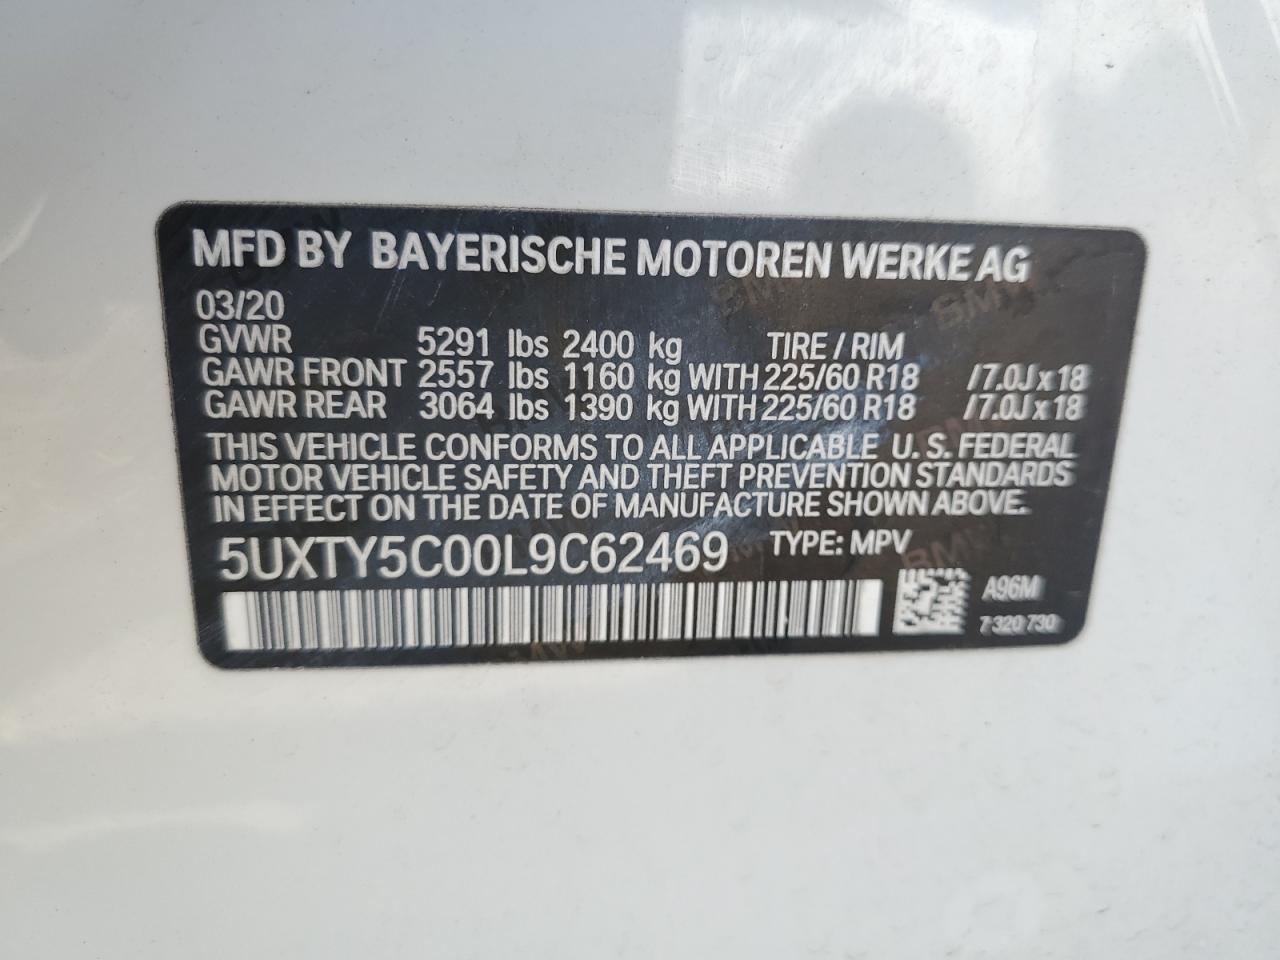 MFD BY BAYERISCHE MOTOREN WERKE AG
03/20
GVWR 5291 lbs 2400 kg TIRE / RIM
GAWR FRONT 2557 lbs 1160 kg WITH 225/60 R18 / 7.0J x 18
GAWR REAR 3064 lbs 1390 kg WITH 225/60 R18 / 7.0J x 18
THIS VEHICLE CONFORMS TO ALL APPLICABLE U.S. FEDERAL
MOTOR VEHICLE SAFETY AND THEFT PREVENTION STANDARDS
IN EFFECT ON THE DATE OF MANUFACTURE SHOWN ABOVE.
5UXTY5C00L9C62469 TYPE: MPV
A96M
7 320 730